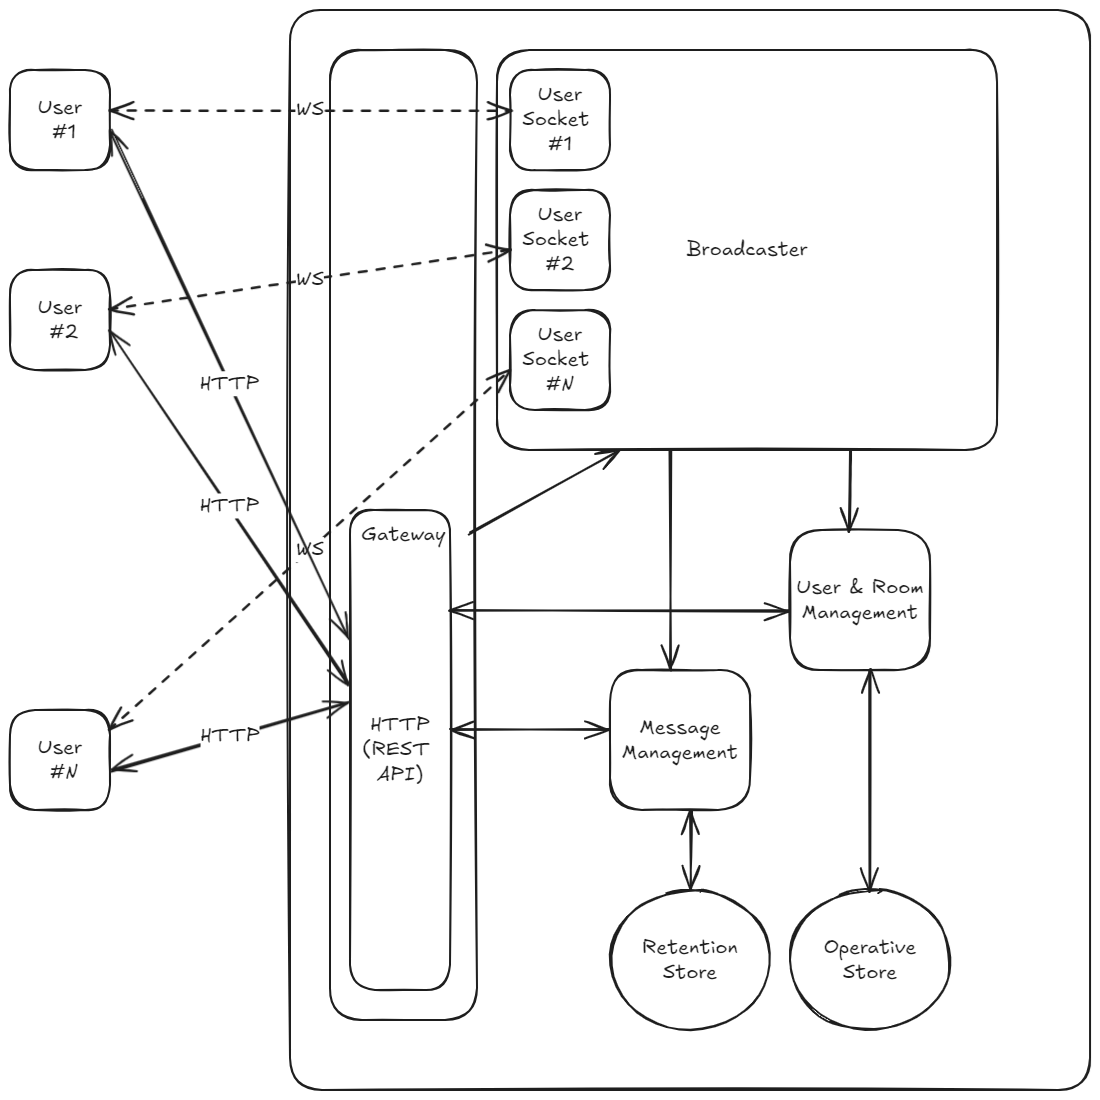 User
#1
WS
User
Socket
#1
User
#2
WS
User
Socket
#2
Broadcaster
User
Socket
#N
HTTP
HTTP
WS
Gateway
User & Room
Management
User
#N
HTTP
HTTP
(REST
API)
Message
Management
Retention
Store
Operative
Store